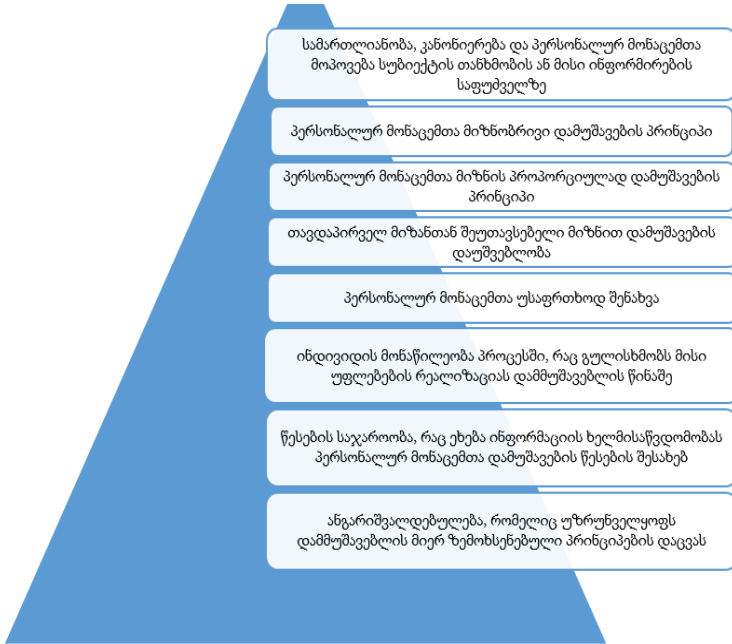 სამართლიანობა, კანონიერება და პერსონალურ მონაცემთა
მოპოვება სუბიექტის თანხმობის ან მისი ინფორმირების
საფუძველზე
პერსონალურ მონაცემთა მიზნობრივი დამუშავების პრინციპი
პერსონალურ მონაცემთა მიზნის პროპორციულად დამუშავების
პრინციპი
თავდაპირველ მიზანთან შეუთავსებელი მიზნით დამუშავების
დაუშვებლობა
პერსონალურ მონაცემთა უსაფრთხოდ შენახვა
ინდივიდის მონაწილეობა პროცესში, რაც გულისხმობს მისი
უფლებების რეალიზაციას დამმუშავებლის წინაშე
წესების საჯაროობა, რაც ეხება ინფორმაციის ხელმისაწვდომობას
პერსონალურ მონაცემთა დამუშავების წესების შესახებ
ანგარიშვალდებულება, რომელიც უზრუნველყოფს
დამმუშავებლის მიერ ზემოხსენებული პრინციპების დაცვას